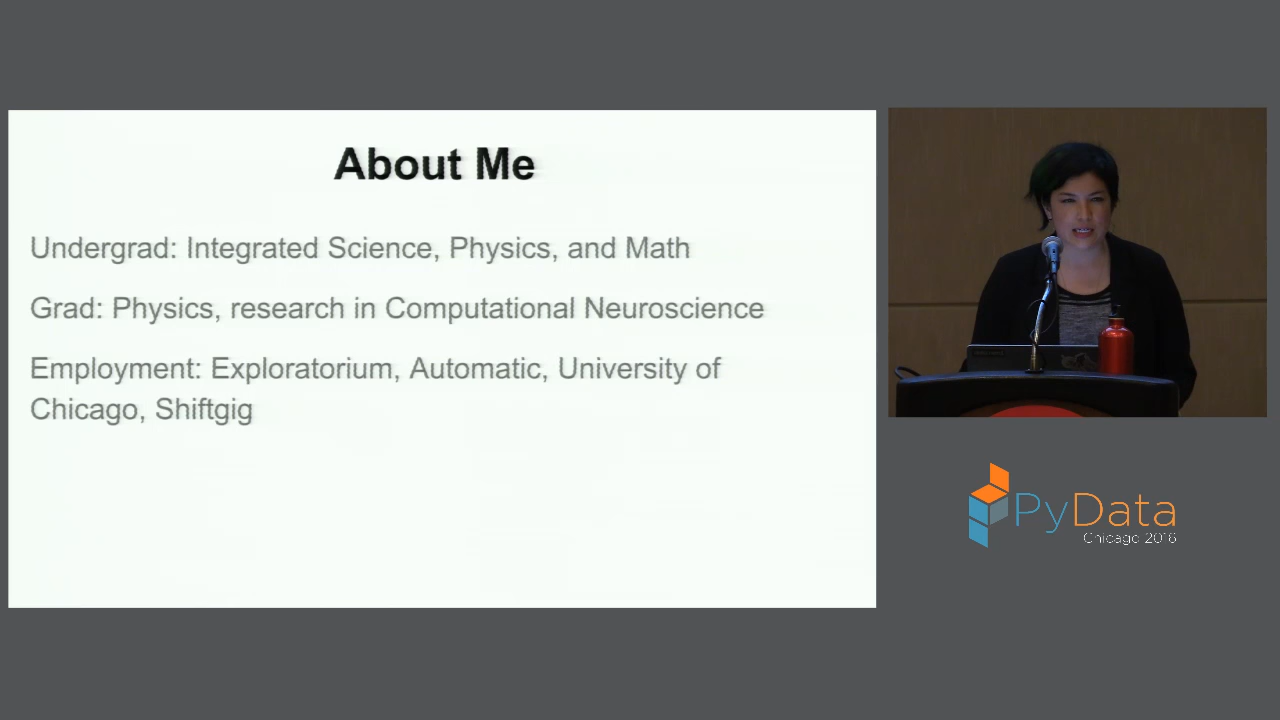 About Me
Undergrad: Integrated Science, Physics, and Math
Grad: Physics, research in Computational Neuroscience
Employment: Exploratorium, Automatic, University of
Chicago, Shiftgig
PyData
Chicago 2016